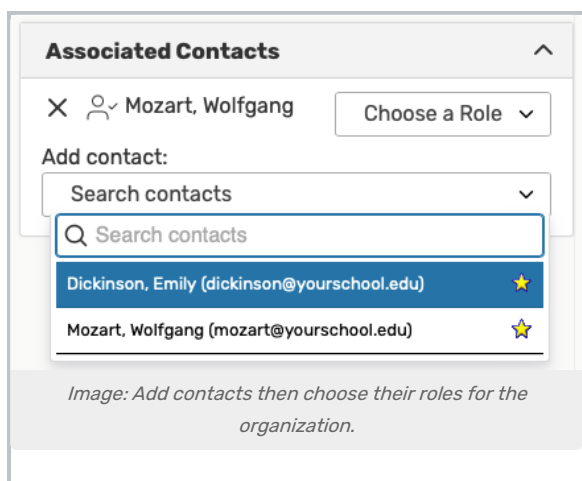 Associated Contacts
Mozart, Wolfgang
Choose a Role
Add contact:
Search contacts
Search contacts
Dickinson, Emily (dickinson@yourschool.edu)
Mozart, Wolfgang (mozart@yourschool.edu)
Image: Add contacts then choose their roles for the
organization.